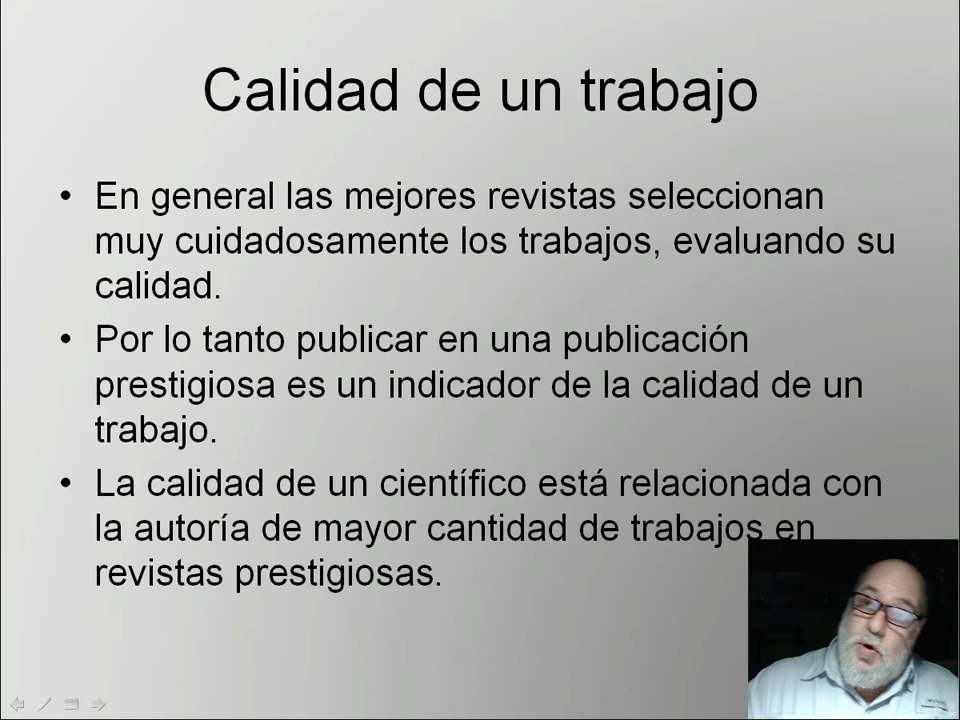 Calidad de un trabajo
• En general las mejores revistas seleccionan
muy cuidadosamente los trabajos, evaluando su
calidad.
• Por lo tanto publicar en una publicación
prestigiosa es un indicador de la calidad de un
trabajo.
• La calidad de un científico está relacionada con
la autoría de mayor cantidad de trabajos en
revistas prestigiosas.